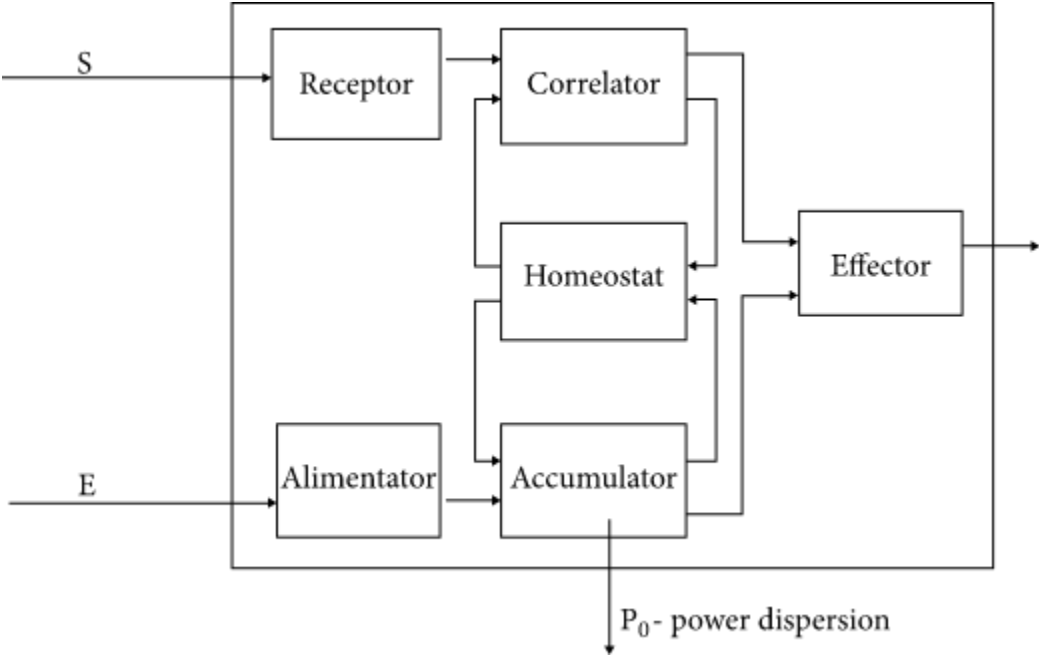 S
Receptor
Correlator
Homeostat
Effector
E
Alimentator
Accumulator
P₀- power dispersion